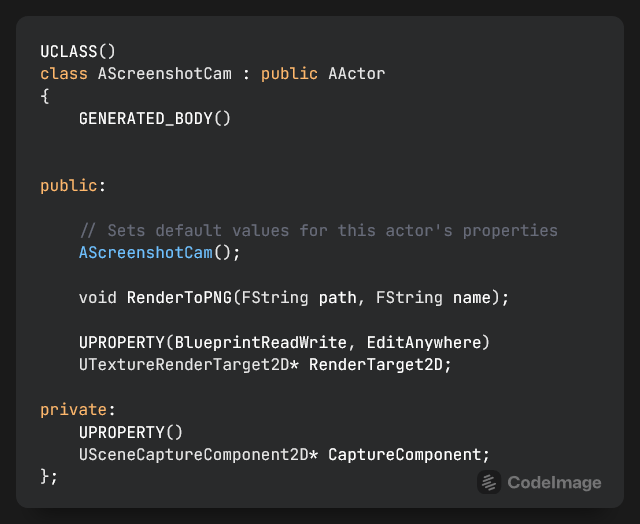 UCLASS()
class AScreenshotCam : public AActor
{
    GENERATED_BODY()
public:
    // Sets default values for this actor's properties
    AScreenshotCam();
    void RenderToPNG(FString path, FString name);
    UPROPERTY(BlueprintReadWrite, EditAnywhere)
    UTextureRenderTarget2D* RenderTarget2D;
private:
    UPROPERTY()
    USceneCaptureComponent2D* CaptureComponent;
};
CodeImage